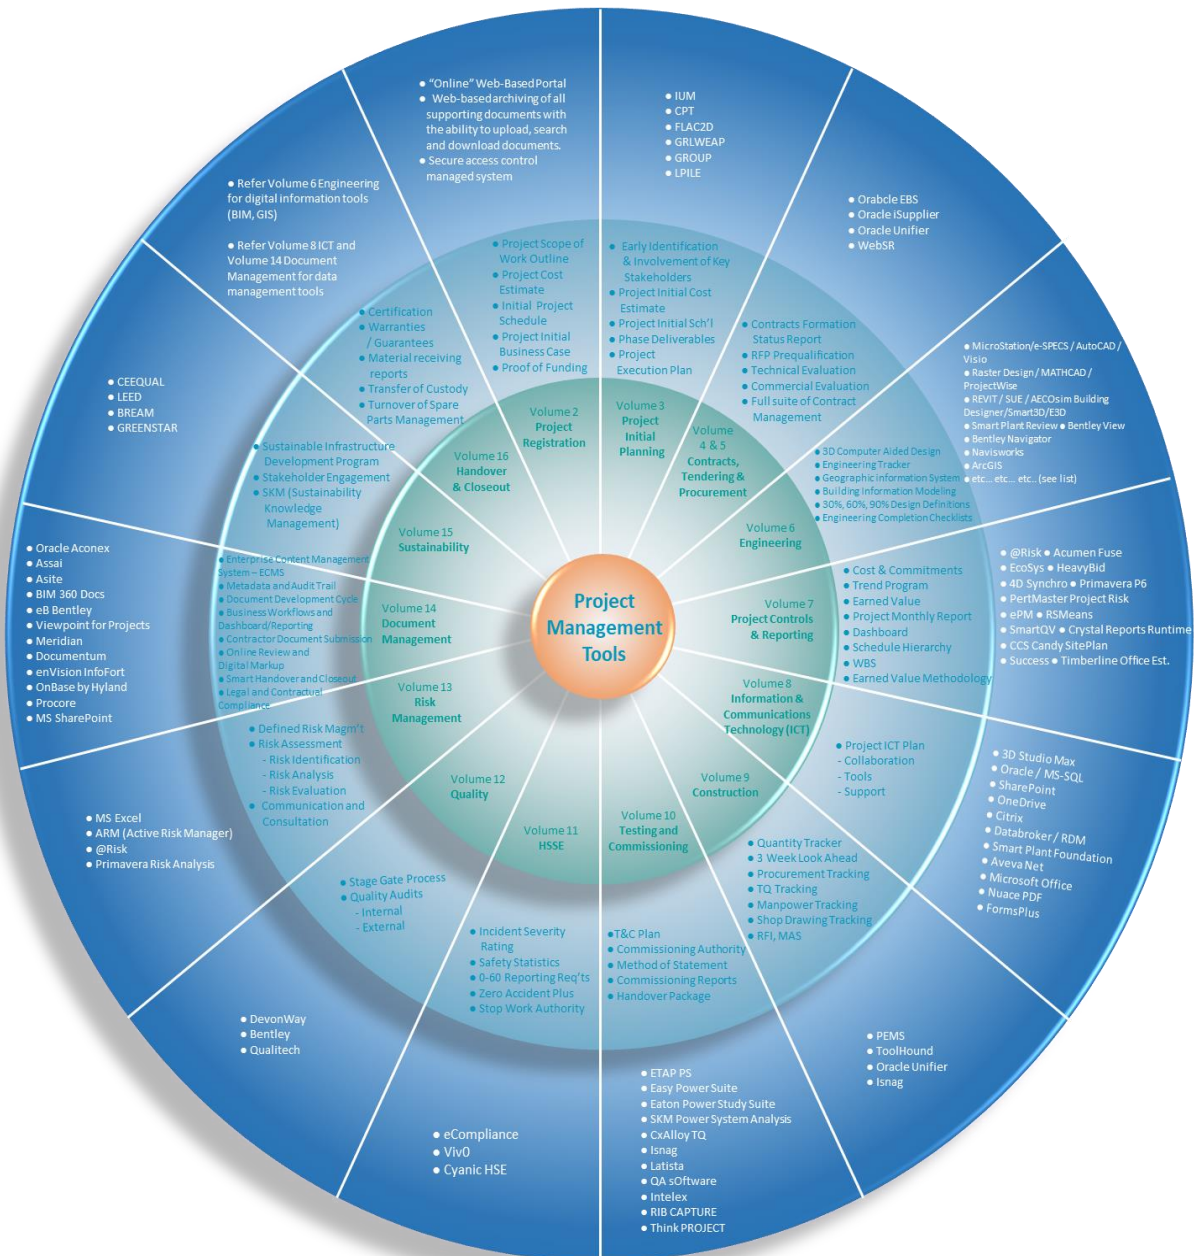 Project
Management
Tools
Volume 2
Project
Registration
● Project Scope of
Work Outline
● Project Cost
Estimate
● Initial Project
Schedule
● Project Initial
Business Case
● Proof of Funding
● “Online” Web-Based Portal
● Web-based archiving of all
supporting documents with
the ability to upload, search
and download documents.
● Secure access control
managed system
Volume 3
Project
Initial
Planning
● Early Identification
& Involvement of Key
Stakeholders
● Project Initial Cost
Estimate
● Project Initial Sch'l
● Phase Deliverables
● Project
Execution Plan
● IUM
● CPT
● FLAC2D
● GRLWEAP
● GROUP
● LPILE
Volume
4 & 5
Contracts,
Tendering &
Procurement
● Contracts Formation
Status Report
● RFP Prequalification
● Technical Evaluation
● Commercial Evaluation
● Full suite of Contract
Management
● Orabcle EBS
● Oracle iSupplier
● Oracle Unifier
● WebSR
Volume 6
Engineering
● 3D Computer Aided Design
● Engineering Tracker
● Geographic information System
● Building Information Modeling
● 30%, 60%, 90% Design Definitions
● Engineering Completion Checklists
● MicroStation/e-SPECS / AutoCAD /
Visio
● Raster Design / MATHCAD /
ProjectWise
● REVIT / SUE / AECOsim Building
Designer/Smart3D/E3D
● Smart Plant Review ● Bentley View
● Bentley Navigator
● Navisworks
● ArcGIS
● etc... etc... etc.. (see list)
Volume 7
Project Controls
& Reporting
● Cost & Commitments
● Trend Program
● Earned Value
● Project Monthly Report
● Dashboard
● Schedule Hierarchy
● WBS
● Earned Value Methodology
● @Risk ● Acumen Fuse
● EcoSys ● HeavyBid
● 4D Synchro ● Primavera P6
● PertMaster Project Risk
● ePM ● RSMeans
● SmartQV ● Crystal Reports Runtime
● CCS Candy SitePlan
● Success ● Timberline Office Est.
Volume 8
Information &
Communications
Technology (ICT)
● Project ICT Plan
- Collaboration
- Tools
- Support
● 3D Studio Max
● Oracle / MS-SQL
● SharePoint
● OneDrive
● Citrix
● Databroker / RDM
● Smart Plant Foundation
● Aveva Net
● Microsoft Office
● Nuace PDF
● FormsPlus
Volume 9
Construction
● Quantity Tracker
● 3 Week Look Ahead
● Procurement Tracking
● TQ Tracking
● Manpower Tracking
● Shop Drawing Tracking
● RFI, MAS
● PEMS
● ToolHound
● Oracle Unifier
● Isnag
Volume 10
Testing and
Commissioning
●T&C Plan
● Commissioning Authority
● Method of Statement
● Commissioning Reports
● Handover Package
● ETAP PS
● Easy Power Suite
● Eaton Power Study Suite
● SKM Power System Analysis
● CxAlloy TQ
● Isnag
● Latista
● QA sOftware
● Intelex
● RIB CAPTURE
● Think PROJECT
Volume 11
HSSE
● Incident Severity
Rating
● Safety Statistics
● 0-60 Reporting Req'ts
● Zero Accident Plus
● Stop Work Authority
● eCompliance
● Viv0
● Cyanic HSE
Volume 12
Quality
● Stage Gate Process
● Quality Audits
- Internal
- External
● DevonWay
● Bentley
● Qualitech
Volume 13
Risk
Management
● Defined Risk Magm't
● Risk Assessment
- Risk Identification
- Risk Analysis
- Risk Evaluation
● Communication and
Consultation
● MS Excel
● ARM (Active Risk Manager)
● @Risk
● Primavera Risk Analysis
Volume 14
Document
Management
● Enterprise Content Management
System – ECMS
● Metadata and Audit Trail
● Document Development Cycle
● Business Workflows and
Dashboard/Reporting
● Contractor Document Submission
● Online Review and
Digital Markup
● Smart Handover and Closeout
● Legal and Contractual
Compliance
● Oracle Aconex
● Assai
● Asite
● BIM 360 Docs
● eB Bentley
● Viewpoint for Projects
● Meridian
● Documentum
● enVision InfoFort
● OnBase by Hyland
● Procore
● MS SharePoint
Volume 15
Sustainability
● Sustainable Infrastructure
Development Program
● Stakeholder Engagement
● SKM (Sustainability
Knowledge
Management)
● CEEQUAL
● LEED
● BREAM
● GREENSTAR
Volume 16
Handover
& Closeout
● Certification
● Warranties
/ Guarantees
● Material receiving
reports
● Transfer of Custody
● Turnover of Spare
Parts Management
● Refer Volume 6 Engineering
for digital information tools
(BIM, GIS)
● Refer Volume 8 ICT and
Volume 14 Document
Management for data
management tools